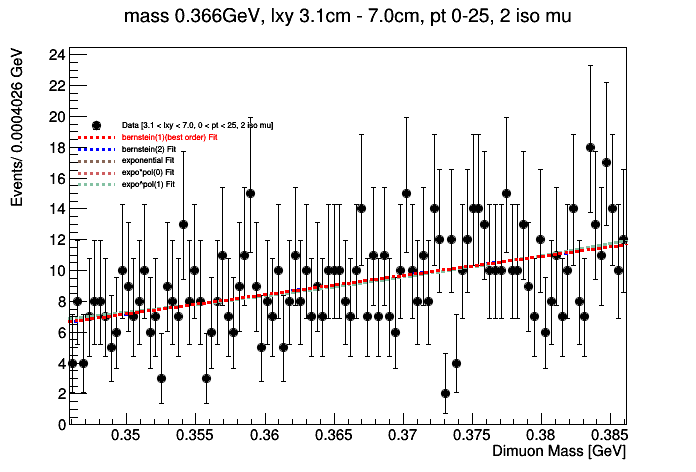 mass 0.366GeV, lxy 3.1cm - 7.0cm, pt 0-25, 2 iso mu
Events/ 0.0004026 GeV
24
22
20
18
16
14
12
10
8
6
4
2
0
Data [3.1 < lxy < 7.0, 0 < pt < 25, 2 iso mu]
bernstein(1)(best order) Fit
bernstein(2) Fit
exponential Fit
expo*pol(0) Fit
expo^pol(1) Fit
0.35 0.355 0.36 0.365 0.37 0.375 0.38 0.385
Dimuon Mass [GeV]